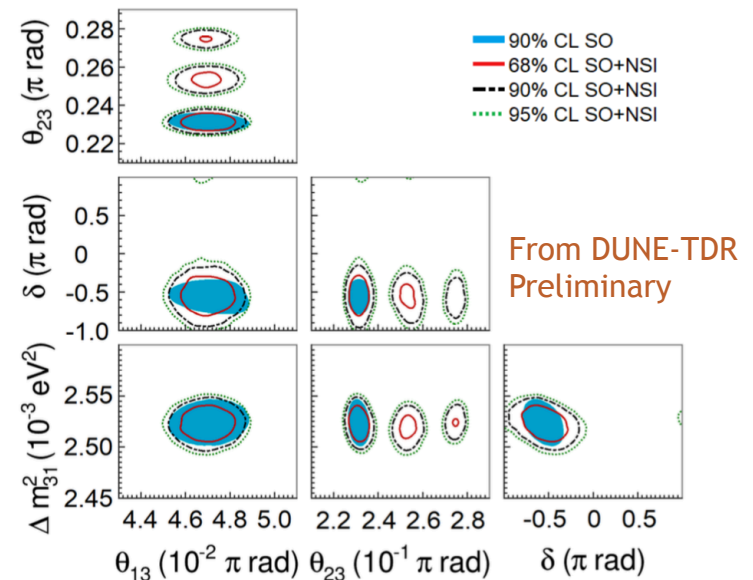 θ23 (π rad)
0.28
0.26
0.24
0.22
90% CL SO
68% CL SO+NSI
90% CL SO+NSI
95% CL SO+NSI
δ (π rad)
0.5
0
-0.5
-1.0
From DUNE-TDR
Preliminary
Δ m²31 (10⁻³ eV²)
2.55
2.50
2.45
4.4 4.6 4.8 5.0
2.2 2.4 2.6 2.8
-0.5 0 0.5
θ13 (10⁻² π rad)
θ23 (10⁻¹ π rad)
δ (π rad)